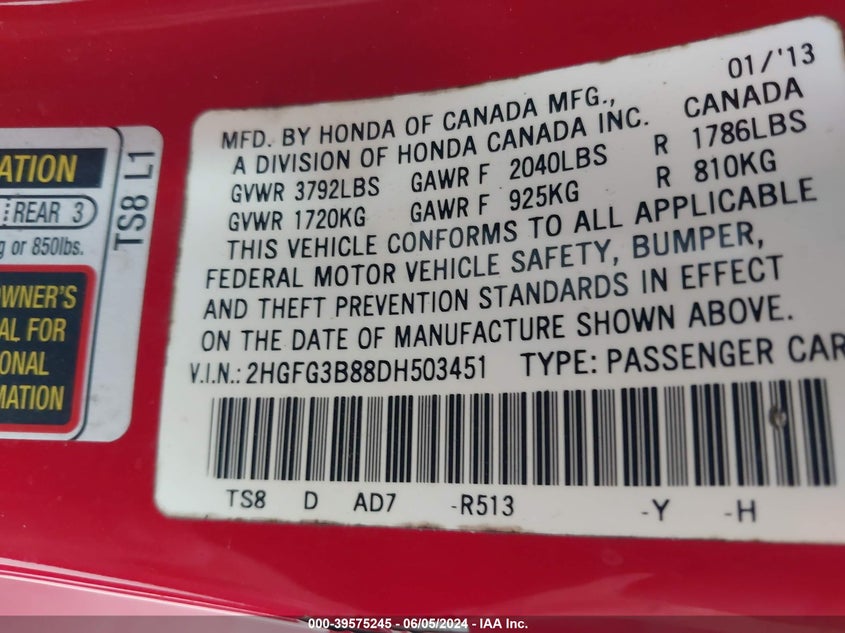 01/'13
MFD. BY HONDA OF CANADA MFG., CANADA
A DIVISION OF HONDA CANADA INC.
GVWR 3792LBS GAWR F 2040LBS R 1786LBS
GVWR 1720KG GAWR F 925KG R 810KG
THIS VEHICLE CONFORMS TO ALL APPLICABLE
FEDERAL MOTOR VEHICLE SAFETY, BUMPER,
AND THEFT PREVENTION STANDARDS IN EFFECT
ON THE DATE OF MANUFACTURE SHOWN ABOVE.
V.I.N.: 2HGFG3B88DH503451 TYPE: PASSENGER CAR
TS8 D AD7 -R513 -Y -H
ATION
REAR 3
g or 850lbs.
OWNER'S
AL FOR
ONAL
MATION
TS8 L1
000-39575245 - 06/05/2024 - IAA Inc.